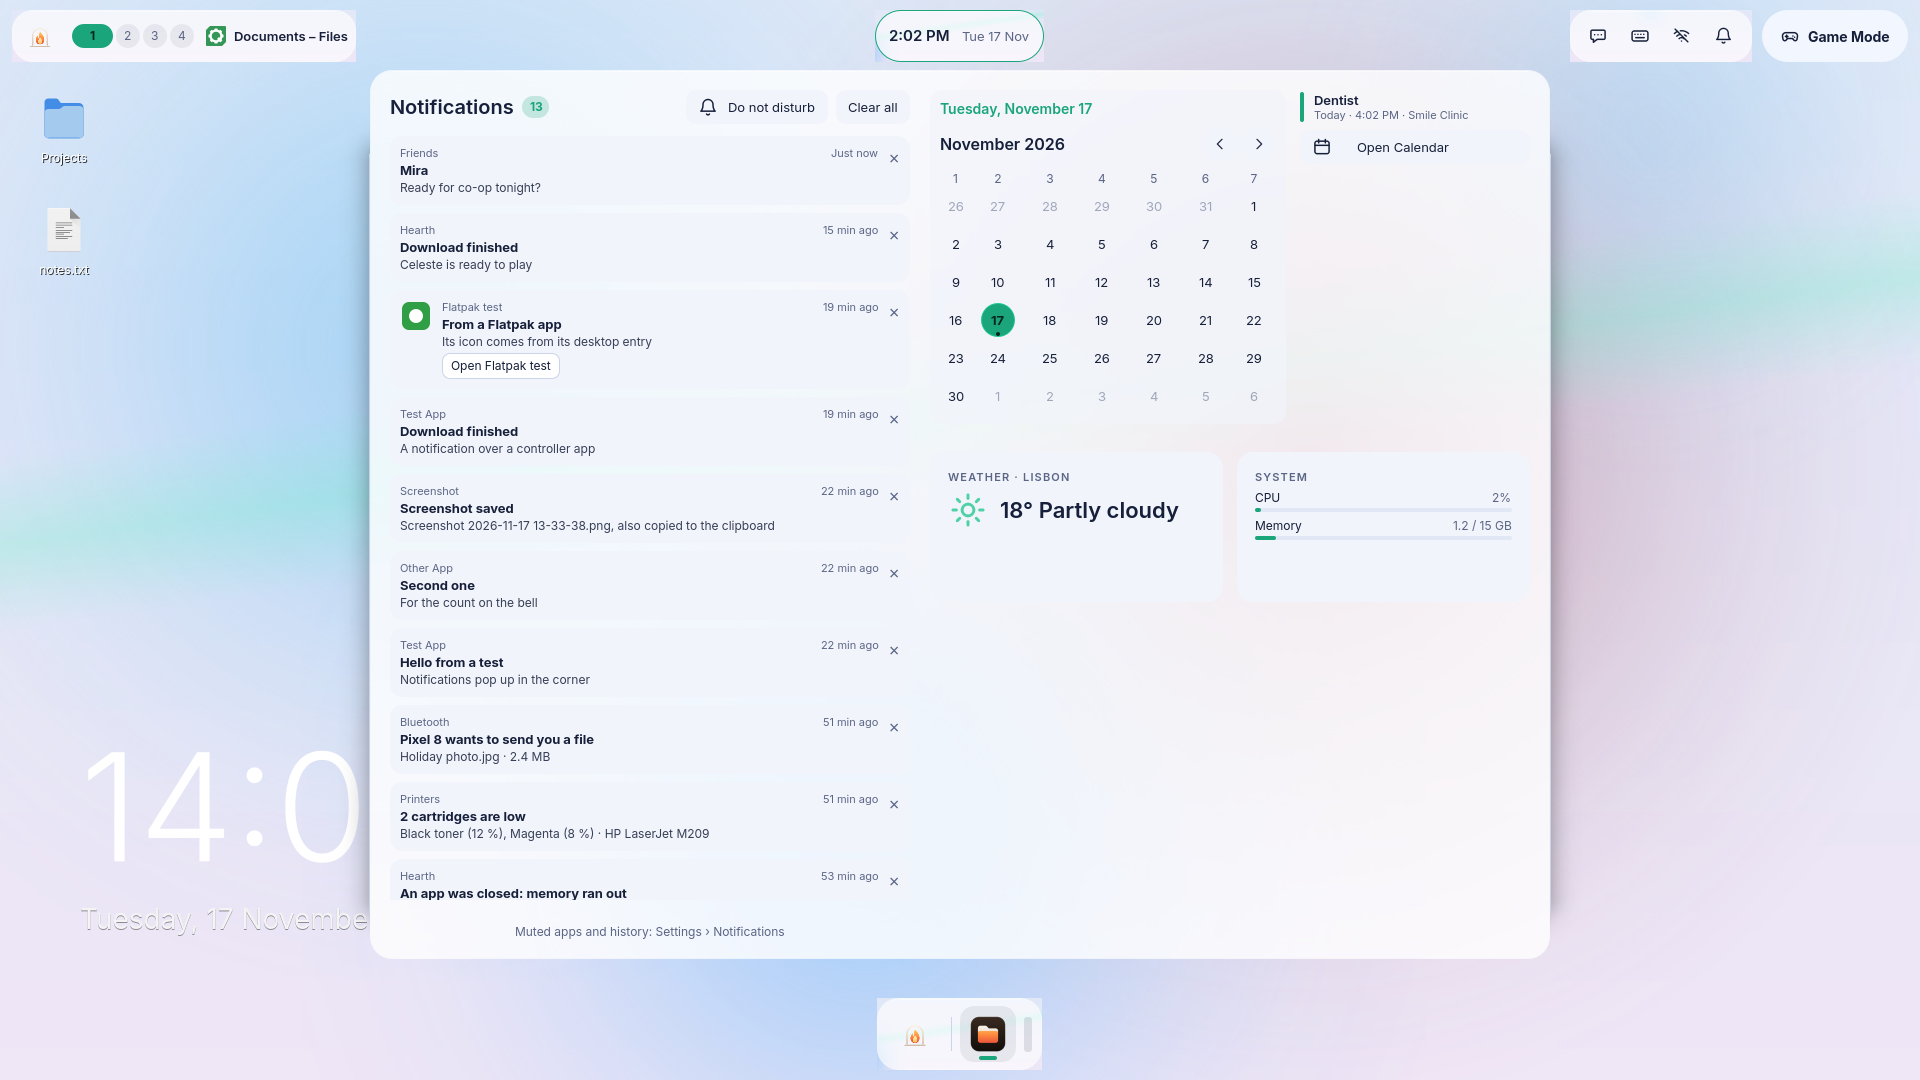 1 2 3 4 Documents – Files
2:02 PM Tue 17 Nov
Game Mode
Projects
notes.txt
14:0
Tuesday, 17 Novembe
Notifications 13
Do not disturb
Clear all
Friends Just now
Mira
Ready for co-op tonight?
Hearth 15 min ago
Download finished
Celeste is ready to play
Flatpak test 19 min ago
From a Flatpak app
Its icon comes from its desktop entry
Open Flatpak test
Test App 19 min ago
Download finished
A notification over a controller app
Screenshot 22 min ago
Screenshot saved
Screenshot 2026-11-17 13-33-38.png, also copied to the clipboard
Other App 22 min ago
Second one
For the count on the bell
Test App 22 min ago
Hello from a test
Notifications pop up in the corner
Bluetooth 51 min ago
Pixel 8 wants to send you a file
Holiday photo.jpg · 2.4 MB
Printers 51 min ago
2 cartridges are low
Black toner (12 %), Magenta (8 %) · HP LaserJet M209
Hearth 53 min ago
An app was closed: memory ran out
Muted apps and history: Settings › Notifications
Tuesday, November 17
November 2026
1 2 3 4 5 6 7
26 27 28 29 30 31 1
2 3 4 5 6 7 8
9 10 11 12 13 14 15
16 17 18 19 20 21 22
23 24 25 26 27 28 29
30 1 2 3 4 5 6
Dentist
Today · 4:02 PM · Smile Clinic
Open Calendar
WEATHER · LISBON
18° Partly cloudy
SYSTEM
CPU 2%
Memory 1.2 / 15 GB